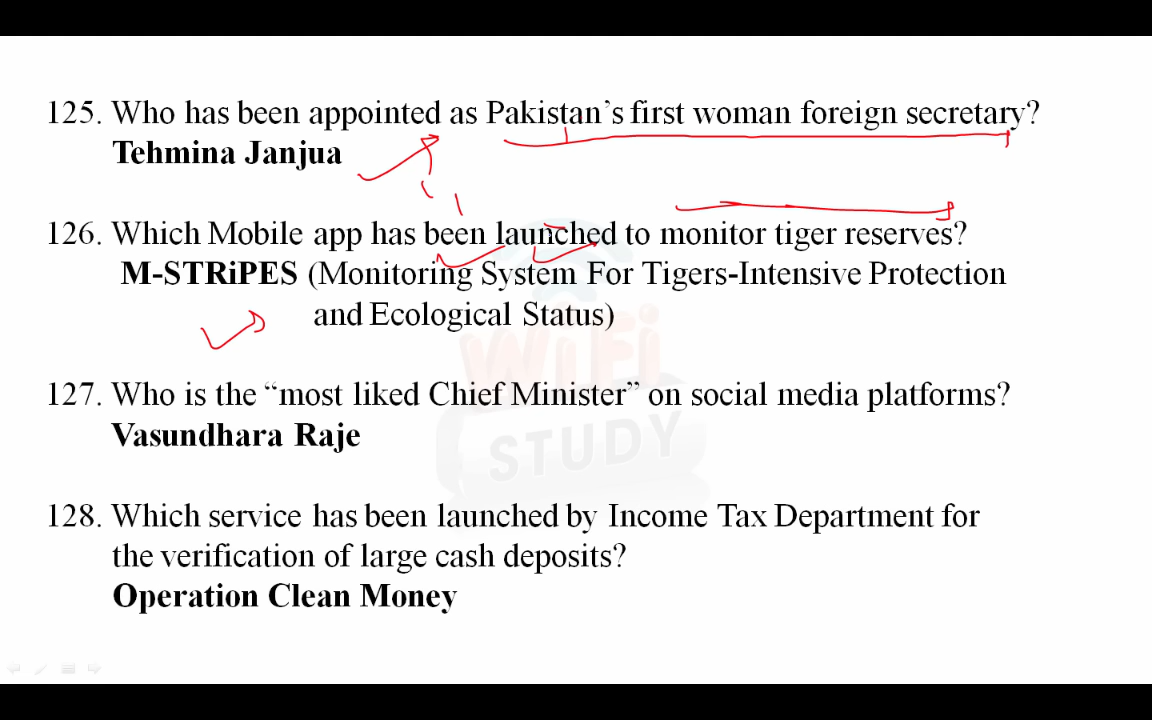 125. Who has been appointed as Pakistan’s first woman foreign secretary?
Tehmina Janjua
126. Which Mobile app has been launched to monitor tiger reserves?
M-STRiPES (Monitoring System For Tigers-Intensive Protection
and Ecological Status)
WiFi
127. Who is the “most liked Chief Minister” on social media platforms?
Vasundhara Raje
STUDY
128. Which service has been launched by Income Tax Department for
the verification of large cash deposits?
Operation Clean Money